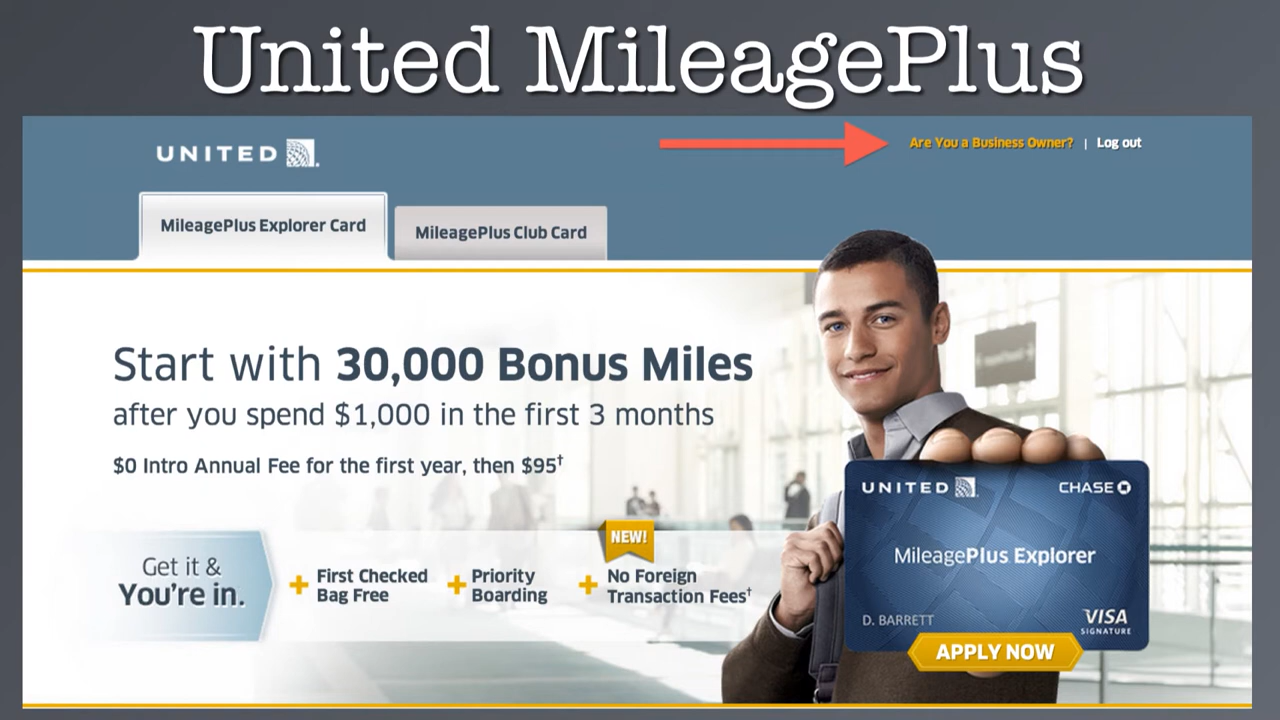 United MileagePlus
UNITED
Are You a Business Owner? | Log out
MileagePlus Explorer Card
MileagePlus Club Card
Start with 30,000 Bonus Miles
after you spend $1,000 in the first 3 months
$0 Intro Annual Fee for the first year, then $95†
Get it &
You're in.
First Checked
Bag Free
Priority
Boarding
NEW!
No Foreign
Transaction Fees†
UNITED
CHASE
MileagePlus Explorer
D. BARRETT
VISA
SIGNATURE
APPLY NOW